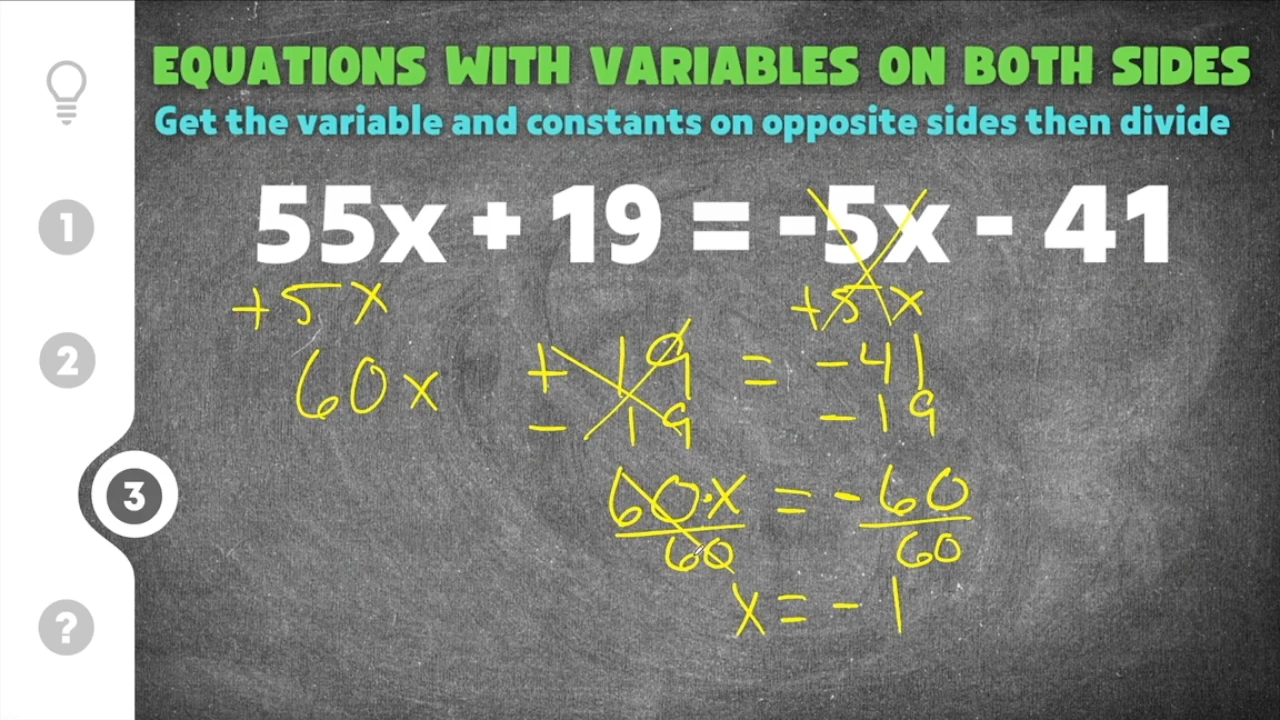 EQUATIONS WITH VARIABLES ON BOTH SIDES
Get the variable and constants on opposite sides then divide
55x + 19 = -5x - 41
+5x +5x
60x + 19 = -41
- 19 - 19
60·x = -60
60 60
x = -1
1
2
3
?